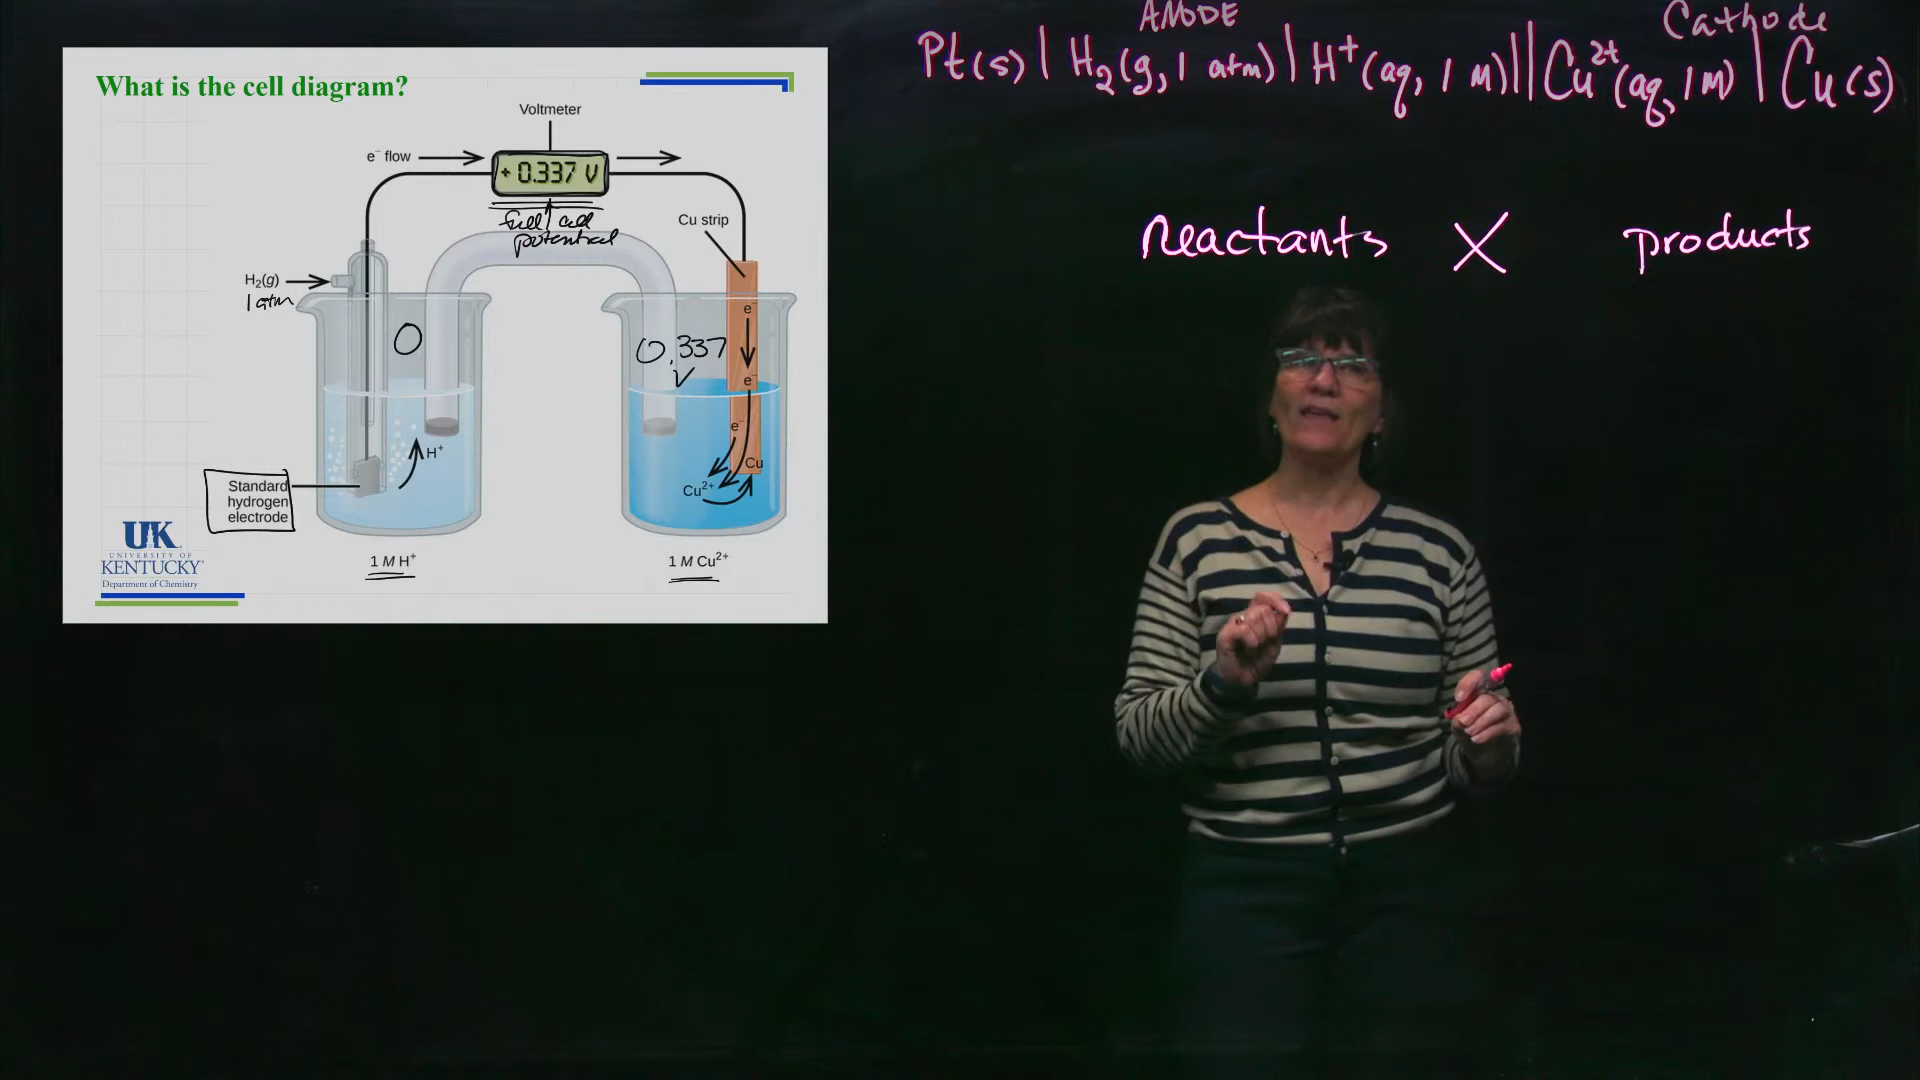 What is the cell diagram?
Voltmeter
e⁻ flow
+ 0.337 V
full cell
potential
Cu strip
H₂(g)
1 atm
0
0.337
V
e⁻
e⁻
e⁻
H⁺
Cu
Cu²⁺
Standard
hydrogen
electrode
UK
UNIVERSITY OF
KENTUCKY
Department of Chemistry
1 M H⁺
1 M Cu²⁺
ANODE Cathode
Pt(s) | H₂(g, 1 atm) | H⁺(aq, 1 M) || Cu²⁺(aq, 1M) | Cu(s)
reactants X products